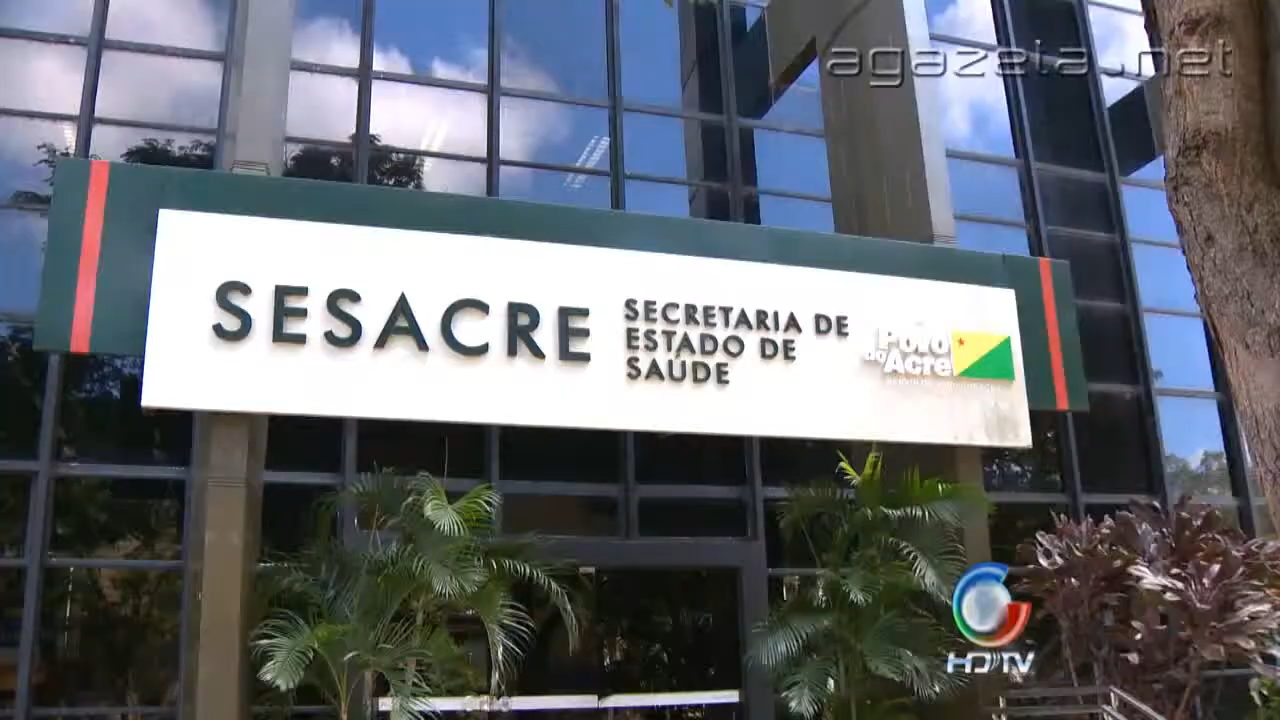 agazeta.net
SESACRE
SECRETARIA DE
ESTADO DE
SAÚDE
Povo
do Acre
HDTV